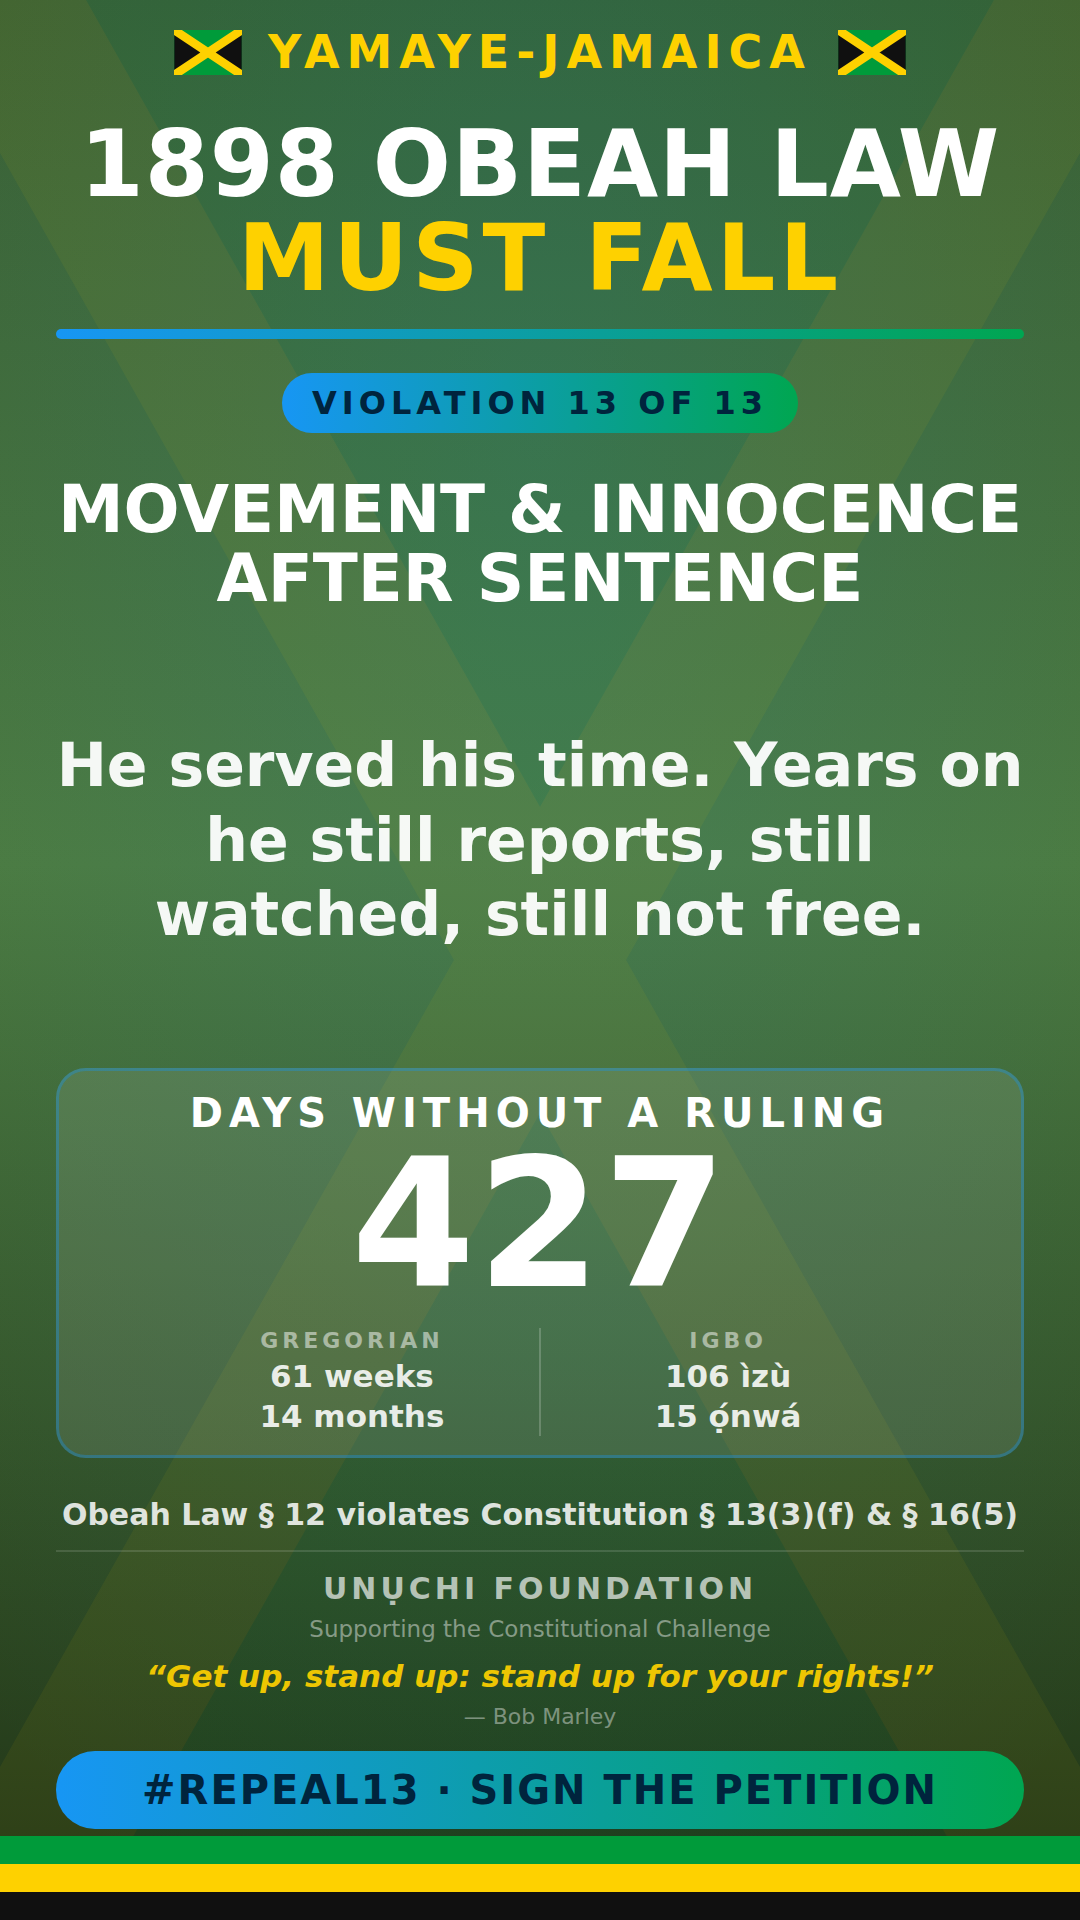 YAMAYE-JAMAICA
1898 OBEAH LAW
MUST FALL
VIOLATION 13 OF 13
MOVEMENT & INNOCENCE
AFTER SENTENCE
He served his time. Years on
he still reports, still
watched, still not free.
DAYS WITHOUT A RULING
427
GREGORIAN
61 weeks
14 months
IGBO
106 ìzù
15 ọ́nwá
Obeah Law § 12 violates Constitution § 13(3)(f) & § 16(5)
UNỤCHI FOUNDATION
Supporting the Constitutional Challenge
“Get up, stand up: stand up for your rights!”
— Bob Marley
#REPEAL13 · SIGN THE PETITION